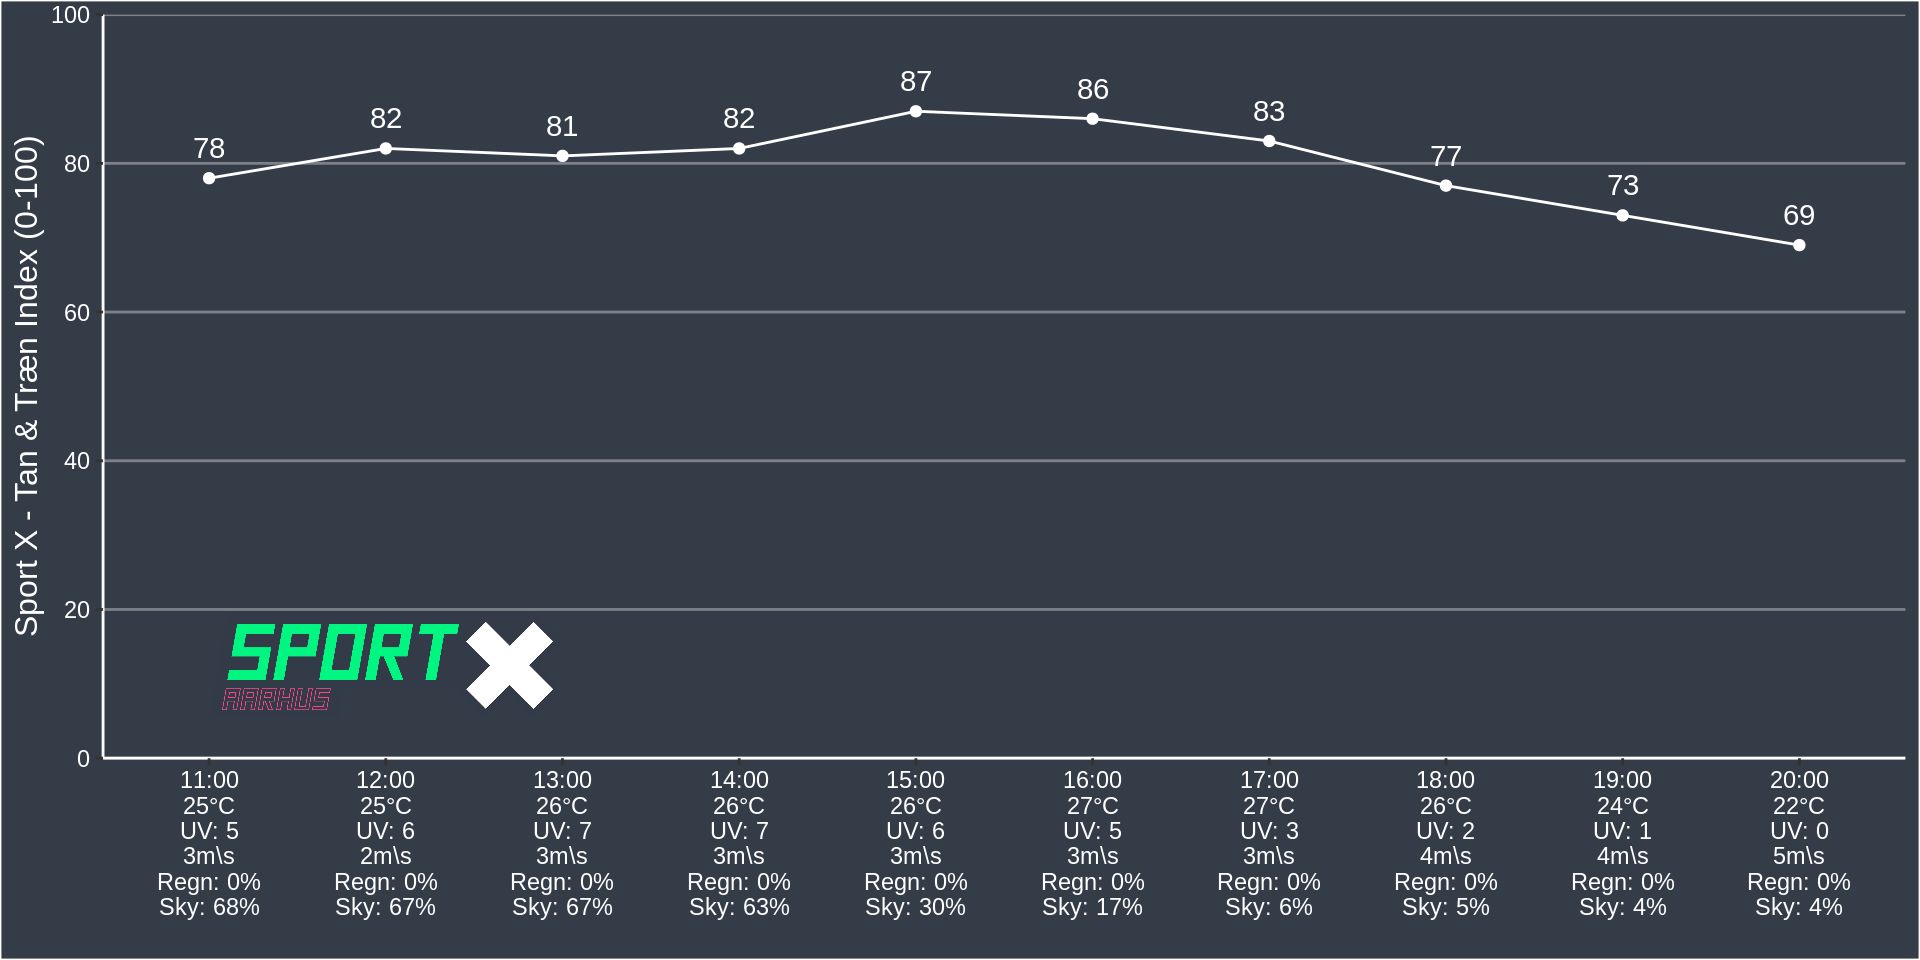 Sport X - Tan & Træn Index (0-100)
100
80
60
40
20
0
78
82
81
82
87
86
83
77
73
69
SPORT X
AARHUS
11:00 12:00 13:00 14:00 15:00 16:00 17:00 18:00 19:00 20:00
25°C 25°C 26°C 26°C 26°C 27°C 27°C 26°C 24°C 22°C
UV: 5 UV: 6 UV: 7 UV: 7 UV: 6 UV: 5 UV: 3 UV: 2 UV: 1 UV: 0
3m\s 2m\s 3m\s 3m\s 3m\s 3m\s 3m\s 4m\s 4m\s 5m\s
Regn: 0% Regn: 0% Regn: 0% Regn: 0% Regn: 0% Regn: 0% Regn: 0% Regn: 0% Regn: 0% Regn: 0%
Sky: 68% Sky: 67% Sky: 67% Sky: 63% Sky: 30% Sky: 17% Sky: 6% Sky: 5% Sky: 4% Sky: 4%